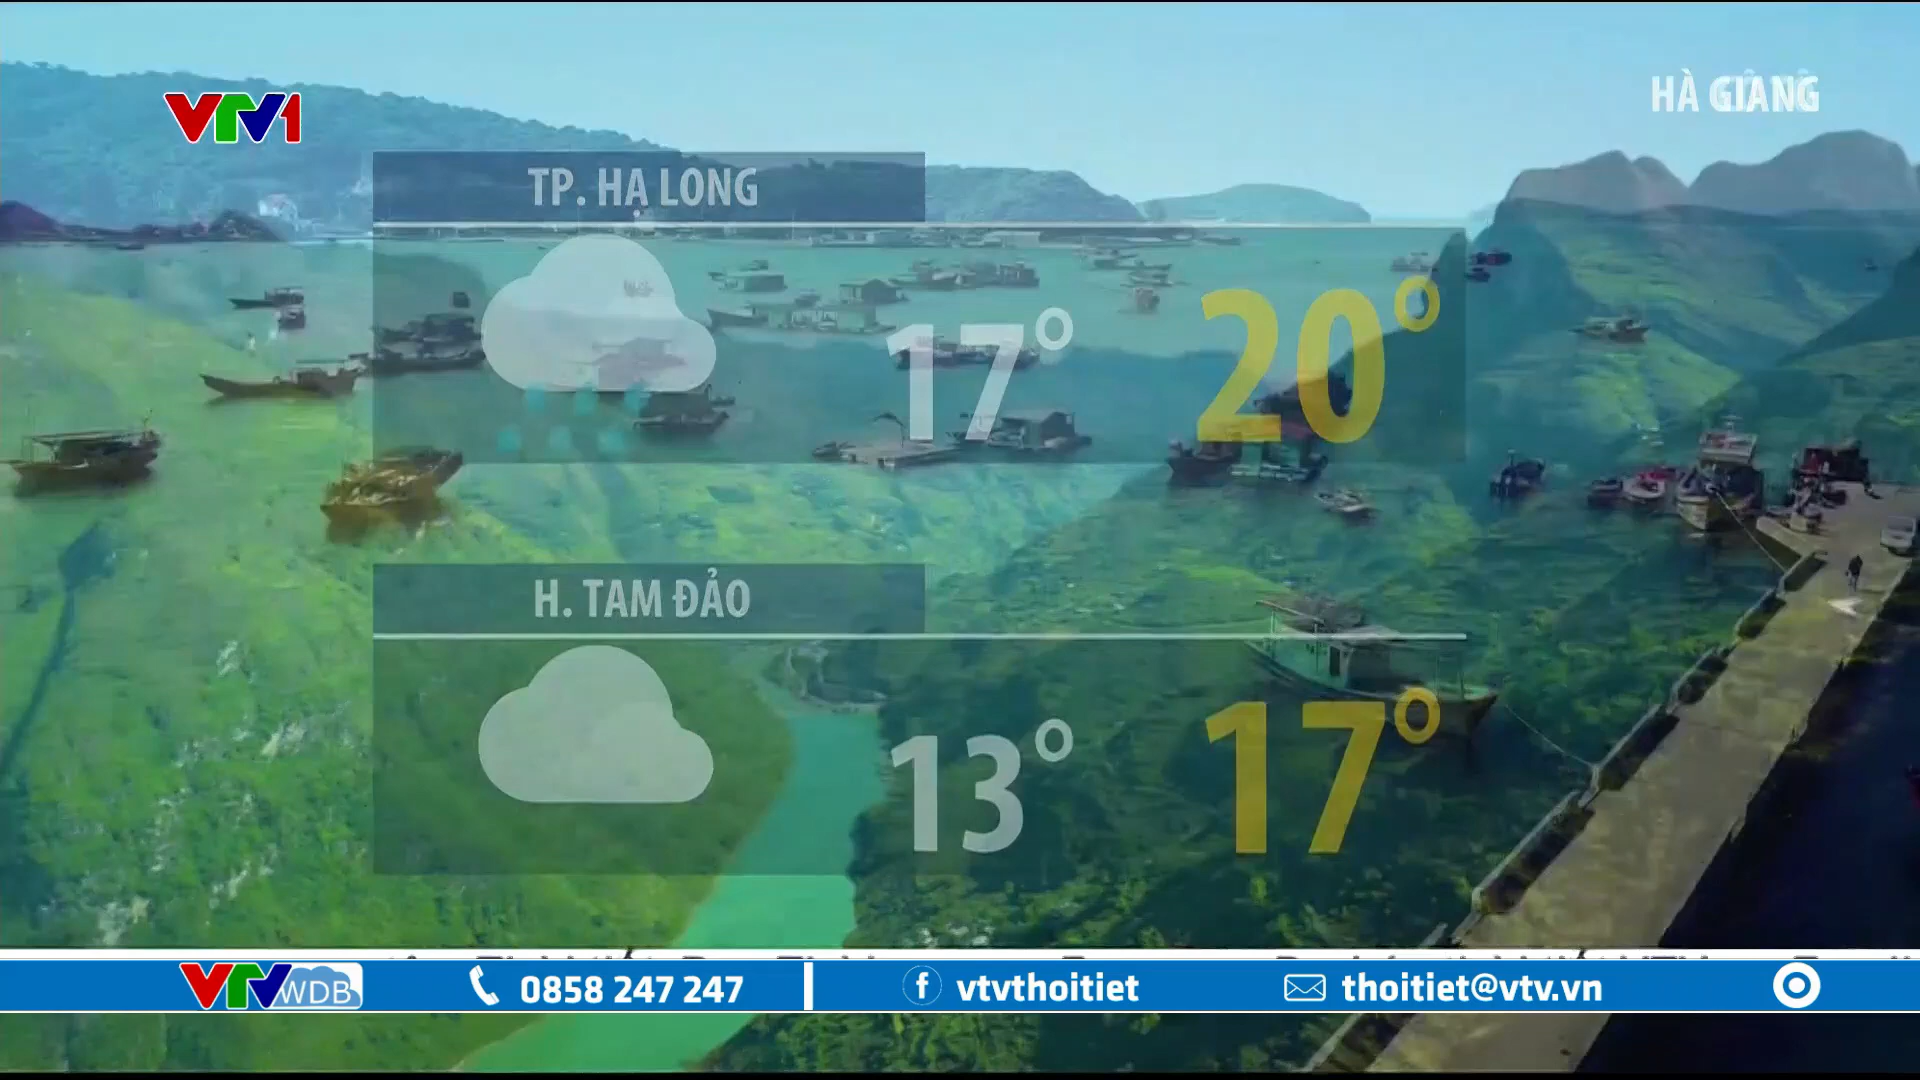 VTV1
HÀ GIANG
TP. HẠ LONG
17° 20°
H. TAM ĐẢO
13° 17°
VTV WDB 0858 247 247 vtvthoitiet thoitiet@vtv.vn